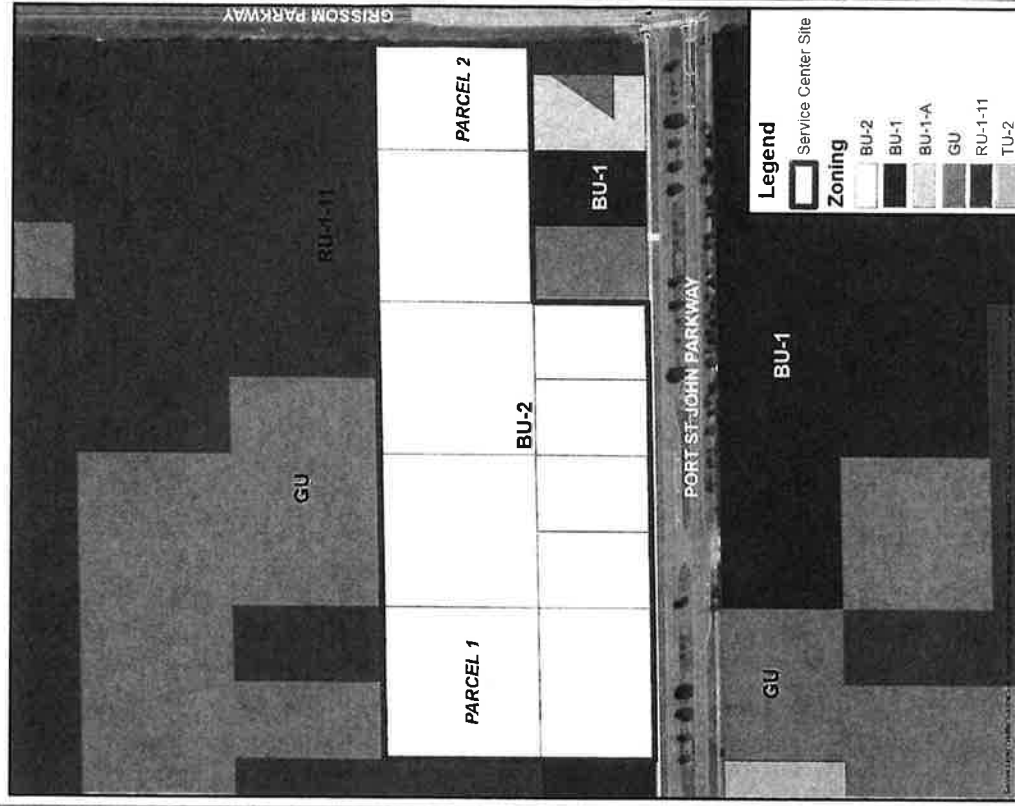 GRISSOM PARKWAY
PARCEL 2
RU-1-11
BU-1
GU
BU-2
PORT ST JOHN PARKWAY
BU-1
PARCEL 1
GU
Legend
Service Center Site
Zoning
BU-2
BU-1
BU-1-A
GU
RU-1-11
TU-2